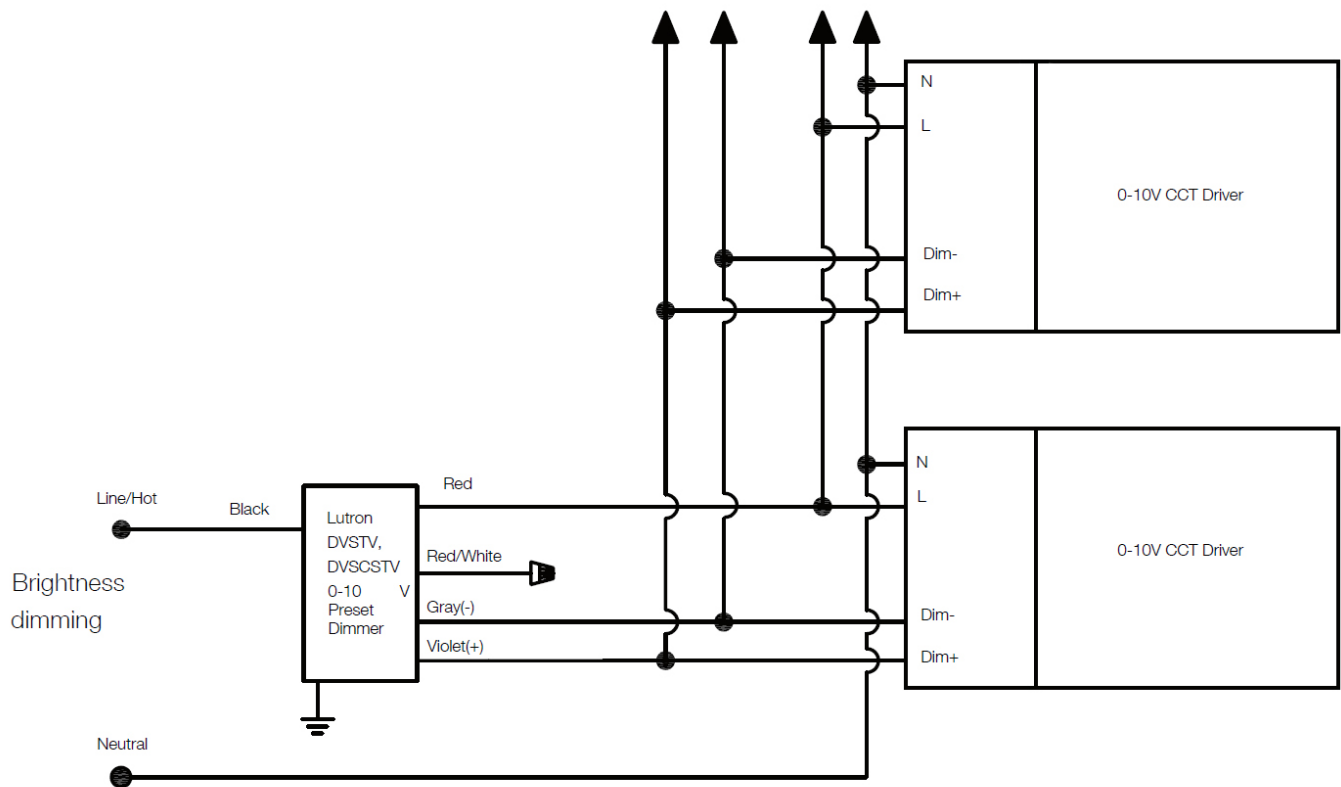 N
L
0-10V CCT Driver
Dim-
Dim+
N
L
0-10V CCT Driver
Dim-
Dim+
Line/Hot
Black
Red
Lutron
DVSTV,
DVSCSTV
0-10 V
Preset
Dimmer
Red/White
Gray(-)
Violet(+)
Brightness
dimming
Neutral